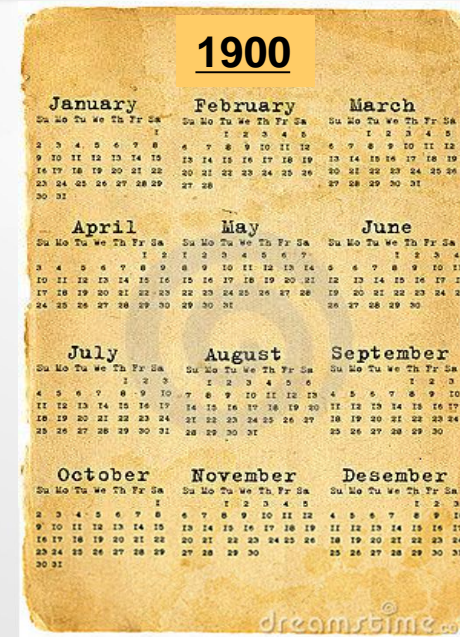 1900
January February March
Su Mo Tu We Th Fr Sa Su Mo Tu We Th Fr Sa Su Mo Tu We Th Fr Sa
1 1 2 3 4 5 1 2 3 4 5
2 3 4 5 6 7 8 6 7 8 9 10 11 12 6 7 8 9 10 11 12
9 10 11 12 13 14 15 13 14 15 16 17 18 19 13 14 15 16 17 18 19
16 17 18 19 20 21 22 20 21 22 23 24 25 26 20 21 22 23 24 25 26
23 24 25 26 27 28 29 27 28 27 28 29 30 31
30 31
April May June
Su Mo Tu We Th Fr Sa Su Mo Tu We Th Fr Sa Su Mo Tu We Th Fr Sa
1 2 1 2 3 4 5 6 7 1 2 3 4
3 4 5 6 7 8 9 8 9 10 11 12 13 14 5 6 7 8 9 10
10 11 12 13 14 15 16 15 16 17 18 19 20 21 12 13 14 15 16 17
17 18 19 20 21 22 23 22 23 24 25 26 27 28 19 20 21 22 23 24
24 25 26 27 28 29 30 29 30 31 26 27 28 29 30
July August September
Su Mo Tu We Th Fr Sa Su Mo Tu We Th Fr Sa Su Mo Tu We Th Fr Sa
1 2 3 1 2 3 4 5 6 1 2 3
4 5 6 7 8 9 10 7 8 9 10 11 12 13 4 5 6 7 8 9 10
11 12 13 14 15 16 17 14 15 16 17 18 19 20 11 12 13 14 15 16 17
18 19 20 21 22 23 24 21 22 23 24 25 26 27 18 19 20 21 22 23 24
25 26 27 28 29 30 31 28 29 30 31 25 26 27 28 29 30
October November Desember
Su Mo Tu We Th Fr Sa Su Mo Tu We Th Fr Sa Su Mo Tu We Th Fr Sa
1 1 2 3 4 5 1 2 3
2 3 4 5 6 7 8 6 7 8 9 10 11 12 4 5 6 7 8 9
9 10 11 12 13 14 15 13 14 15 16 17 18 19 11 12 13 14 15 16
16 17 18 19 20 21 22 20 21 22 23 24 25 26 18 19 20 21 22 23
23 24 25 26 27 28 29 27 28 29 30 25 26 27 28 29 30
30 31
dreamstime.co